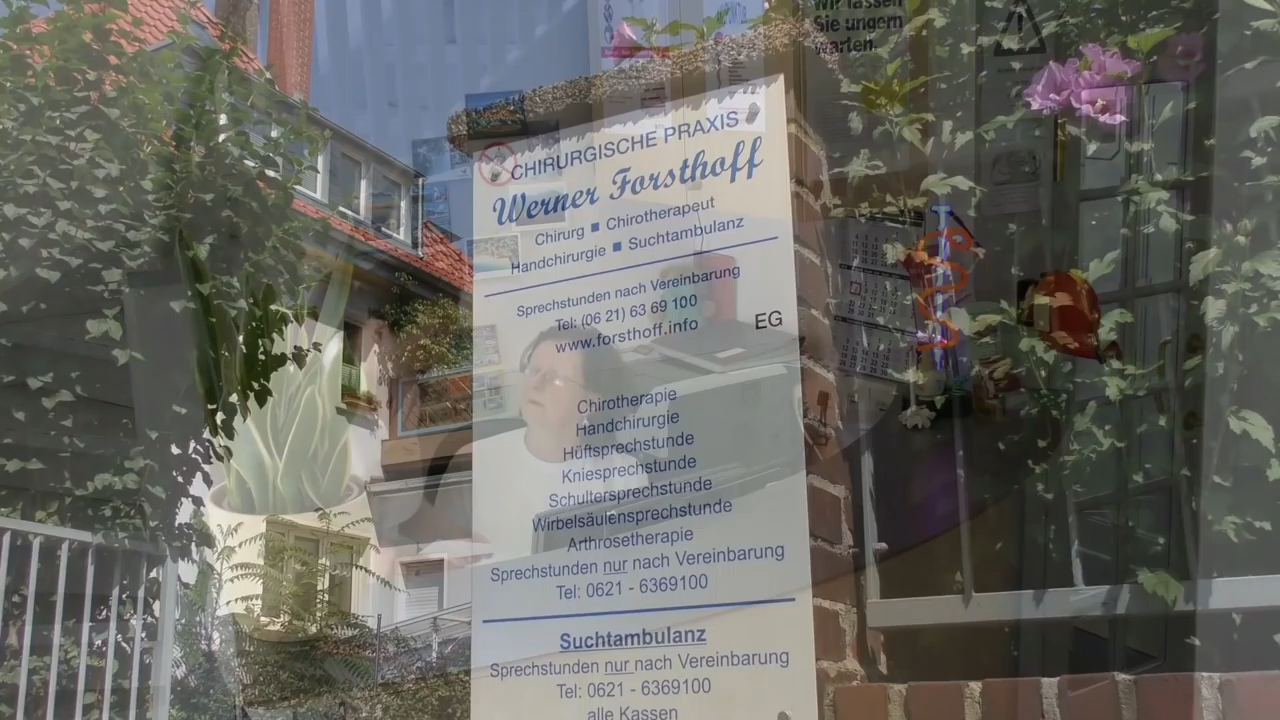 Wir lassen
Sie ungern
warten.
CHIRURGISCHE PRAXIS
Werner Forsthoff
Chirurg ■ Chirotherapeut
Handchirurgie ■ Suchtambulanz
Sprechstunden nach Vereinbarung
Tel: (06 21) 63 69 100
www.forsthoff.info
EG
Chirotherapie
Handchirurgie
Hüftsprechstunde
Kniesprechstunde
Schultersprechstunde
Wirbelsäulensprechstunde
Arthrosetherapie
Sprechstunden nur nach Vereinbarung
Tel: 0621 - 6369100
Suchtambulanz
Sprechstunden nur nach Vereinbarung
Tel: 0621 - 6369100
alle Kassen